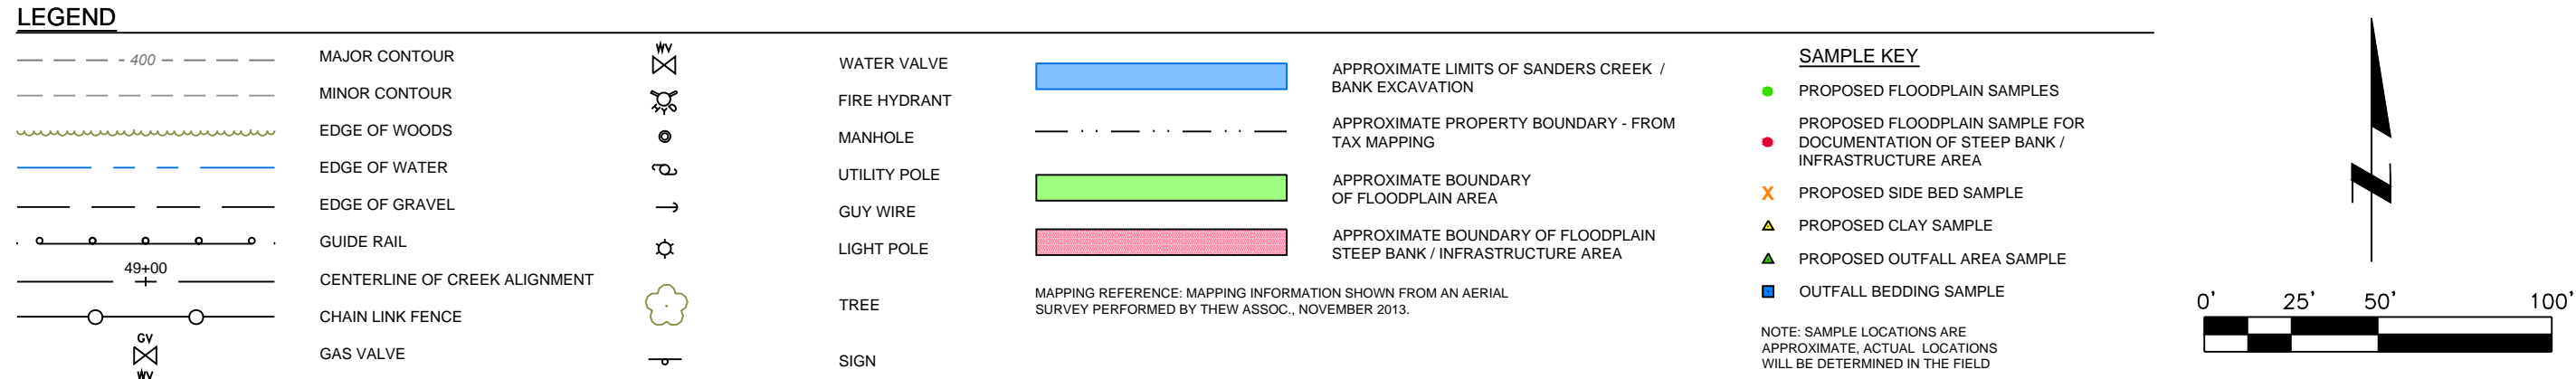 LEGEND
400
MAJOR CONTOUR
MINOR CONTOUR
EDGE OF WOODS
EDGE OF WATER
EDGE OF GRAVEL
GUIDE RAIL
49+00
CENTERLINE OF CREEK ALIGNMENT
CHAIN LINK FENCE
GV
GAS VALVE
WV
WV
WATER VALVE
FIRE HYDRANT
MANHOLE
UTILITY POLE
GUY WIRE
LIGHT POLE
TREE
SIGN
APPROXIMATE LIMITS OF SANDERS CREEK /
BANK EXCAVATION
APPROXIMATE PROPERTY BOUNDARY - FROM
TAX MAPPING
APPROXIMATE BOUNDARY
OF FLOODPLAIN AREA
APPROXIMATE BOUNDARY OF FLOODPLAIN
STEEP BANK / INFRASTRUCTURE AREA
MAPPING REFERENCE: MAPPING INFORMATION SHOWN FROM AN AERIAL
SURVEY PERFORMED BY THEW ASSOC., NOVEMBER 2013.
SAMPLE KEY
PROPOSED FLOODPLAIN SAMPLES
PROPOSED FLOODPLAIN SAMPLE FOR
DOCUMENTATION OF STEEP BANK /
INFRASTRUCTURE AREA
X PROPOSED SIDE BED SAMPLE
PROPOSED CLAY SAMPLE
PROPOSED OUTFALL AREA SAMPLE
OUTFALL BEDDING SAMPLE
NOTE: SAMPLE LOCATIONS ARE
APPROXIMATE, ACTUAL LOCATIONS
WILL BE DETERMINED IN THE FIELD
N
0' 25' 50' 100'